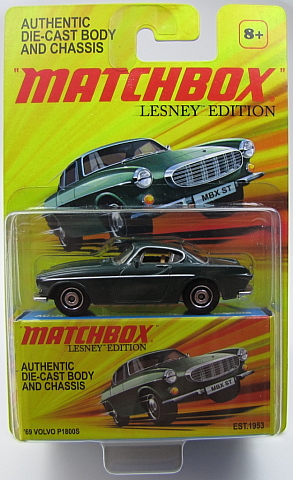 AUTHENTIC
DIE-CAST BODY
AND CHASSIS
8+
"MATCHBOX"
LESNEY™ EDITION
MBX ST
MATCHBOX
LESNEY EDITION
AUTHENTIC
DIE-CAST BODY
AND CHASSIS
MBX ST
'69 VOLVO P1800S
EST.1953